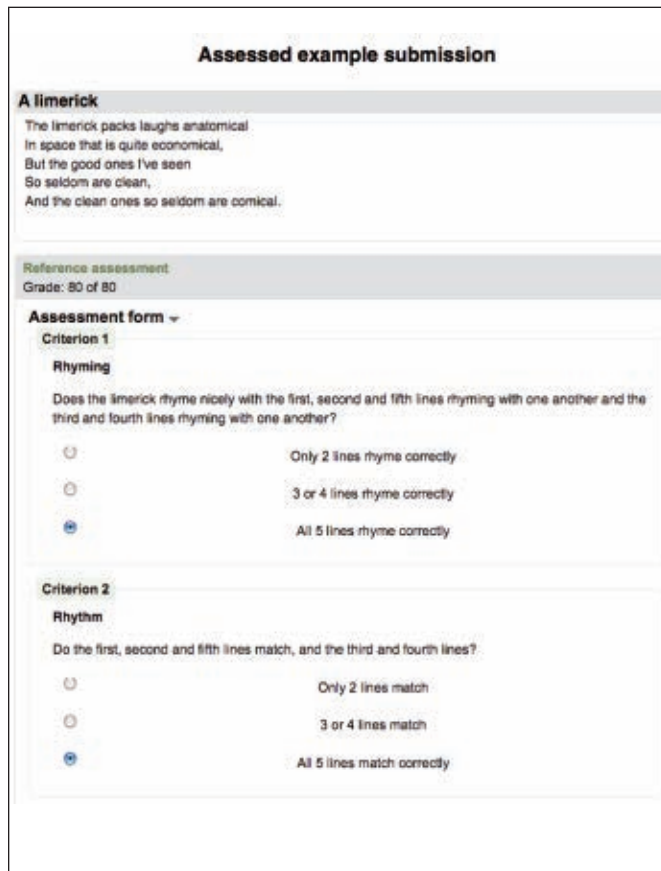 Assessed example submission
A limerick
The limerick packs laughs anatomical
In space that is quite economical,
But the good ones I've seen
So seldom are clean,
And the clean ones so seldom are comical.
Reference assessment
Grade: 80 of 80
Assessment form
Criterion 1
Rhyming
Does the limerick rhyme nicely with the first, second and fifth lines rhyming with one another and the
third and fourth lines rhyming with one another?
Only 2 lines rhyme correctly
3 or 4 lines rhyme correctly
All 5 lines rhyme correctly
Criterion 2
Rhythm
Do the first, second and fifth lines match, and the third and fourth lines?
Only 2 lines match
3 or 4 lines match
All 5 lines match correctly